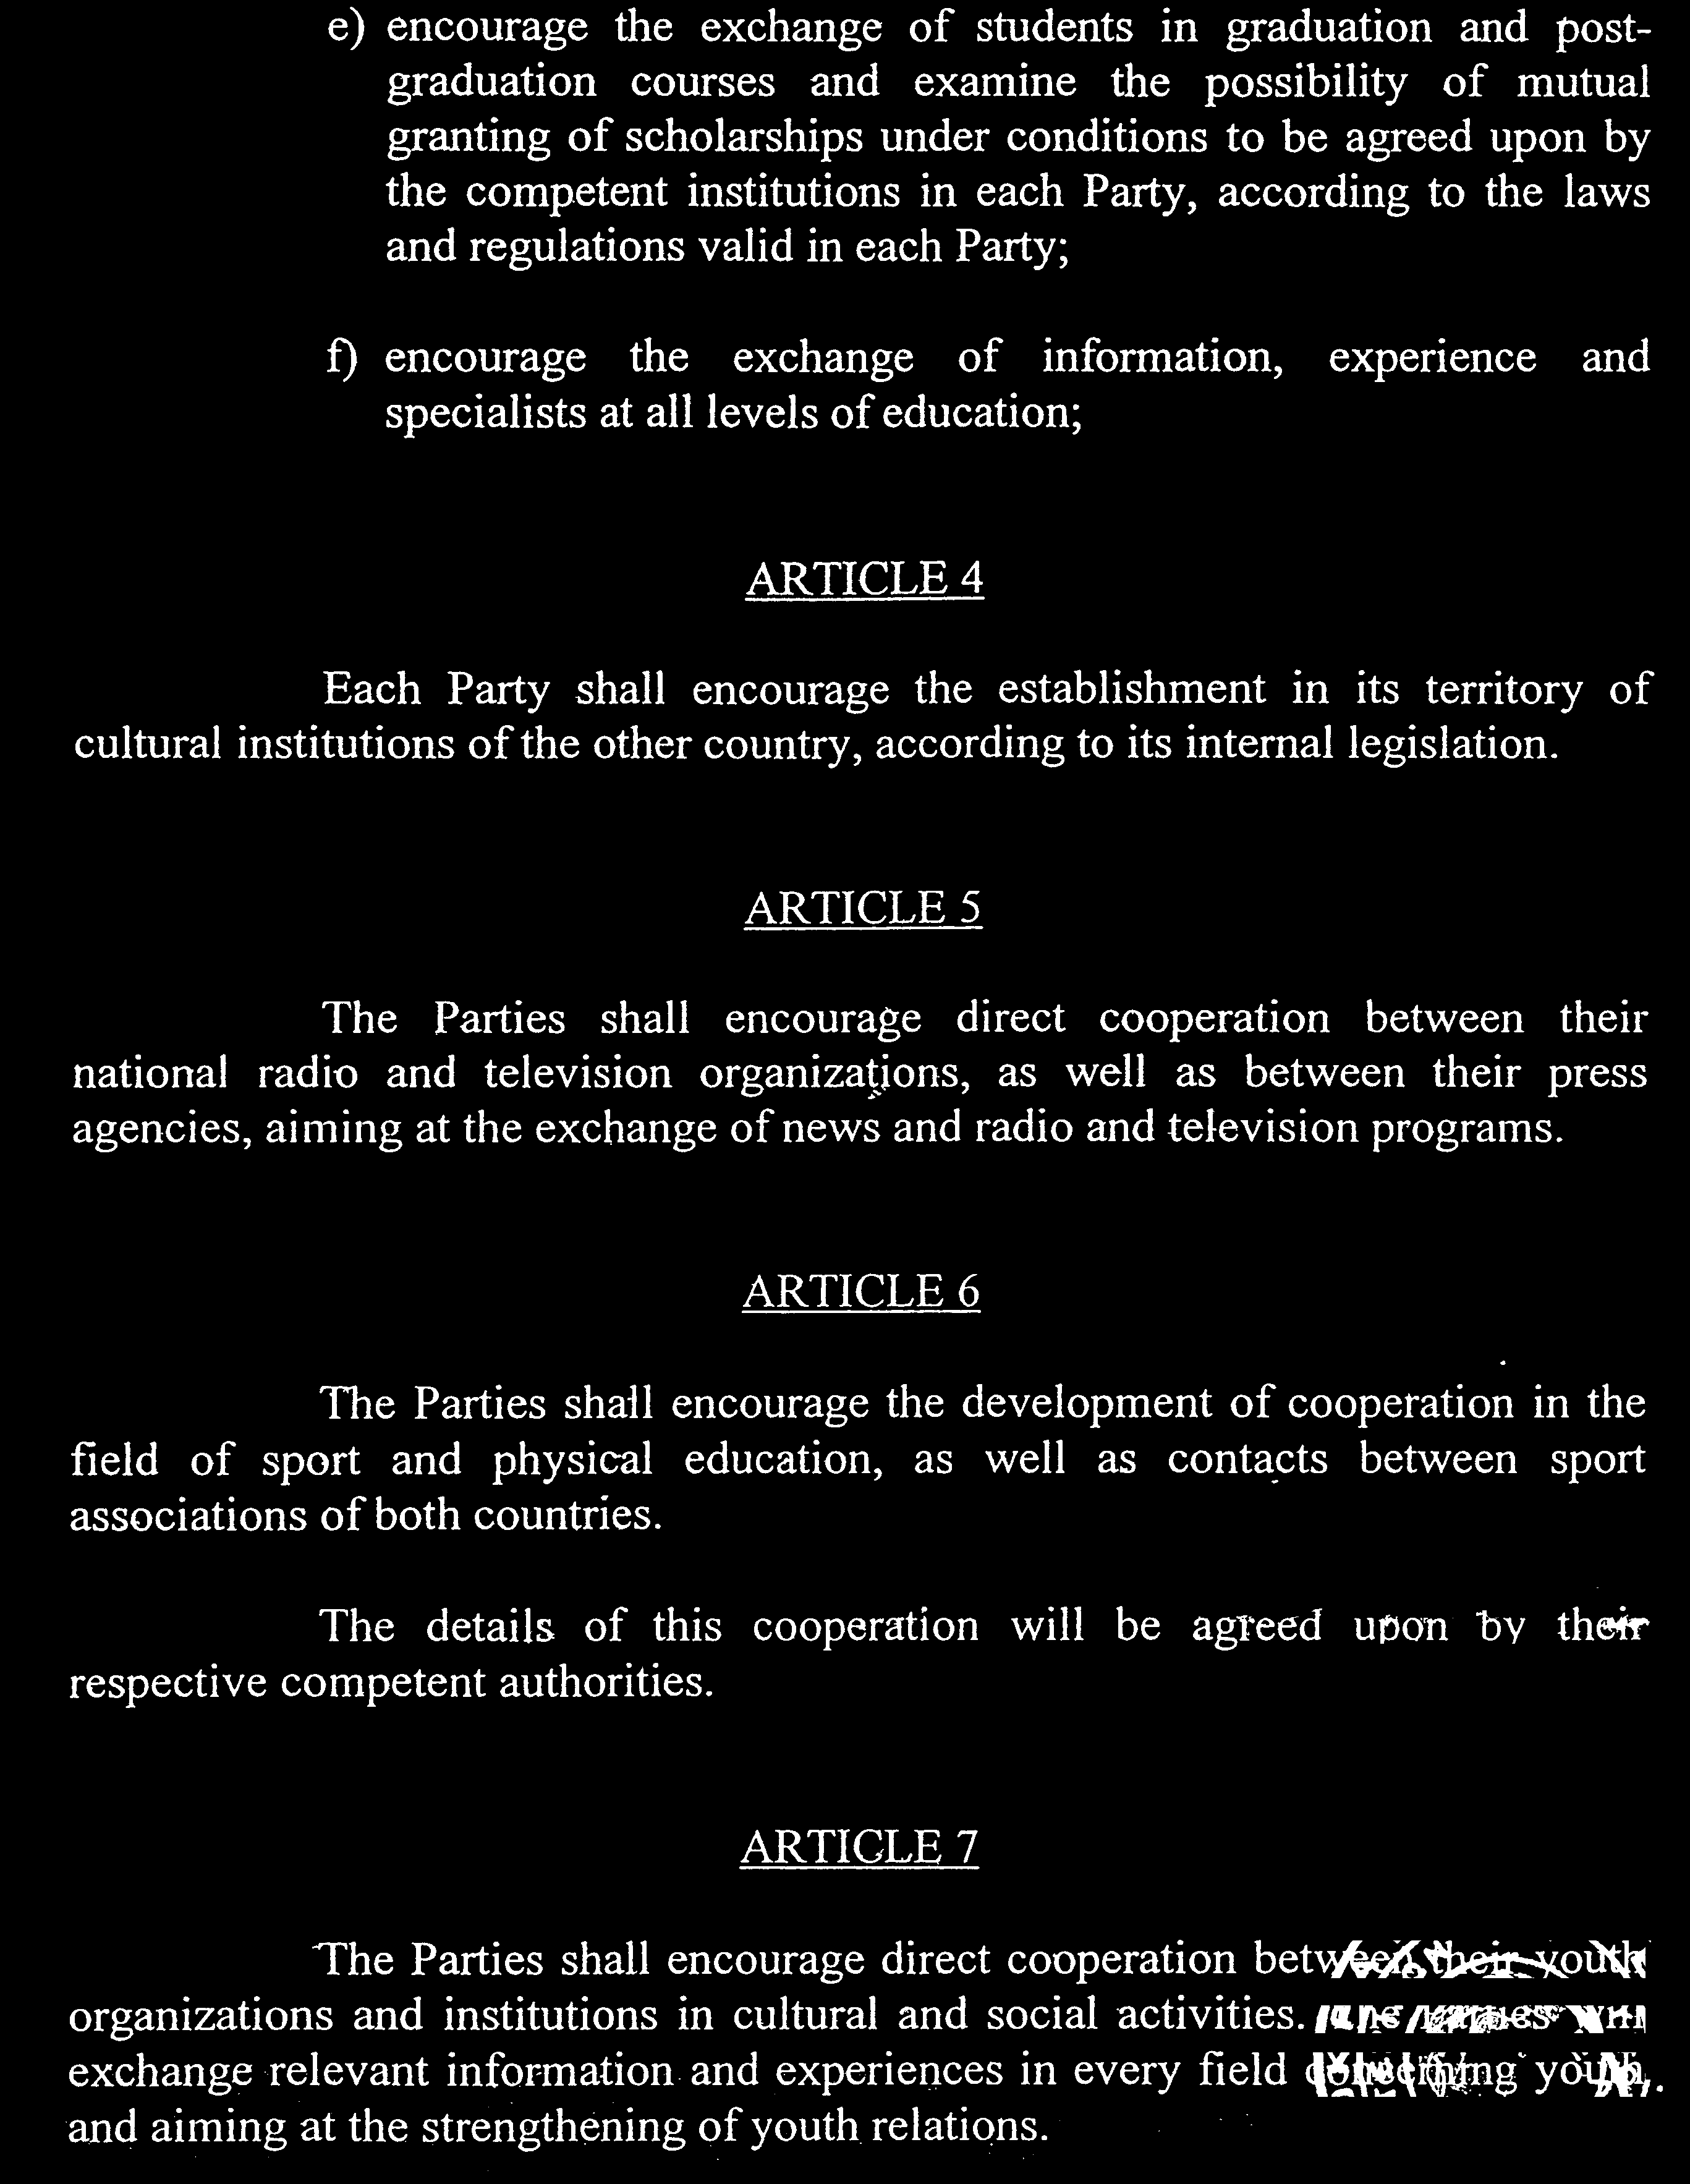 e) encourage the exchange of students in graduation and post-
graduation courses and examine the possibility of mutual
granting of scholarships under conditions to be agreed upon by
the competent institutions in each Party, according to the laws
and regulations valid in each Party;
f) encourage the exchange of information, experience and
specialists at all levels of education;
ARTICLE 4
Each Party shall encourage the establishment in its territory of
cultural institutions of the other country, according to its internal legislation.
ARTICLE 5
The Parties shall encourage direct cooperation between their
national radio and television organizations, as well as between their press
agencies, aiming at the exchange of news and radio and television programs.
ARTICLE 6
The Parties shall encourage the development of cooperation in the
field of sport and physical education, as well as contacts between sport
associations of both countries.
The details of this cooperation will be agreed upon by their
respective competent authorities.
ARTICLE 7
The Parties shall encourage direct cooperation between their youth
organizations and institutions in cultural and social activities. The Parties will
exchange relevant information and experiences in every field concerning youth,
and aiming at the strengthening of youth relations.